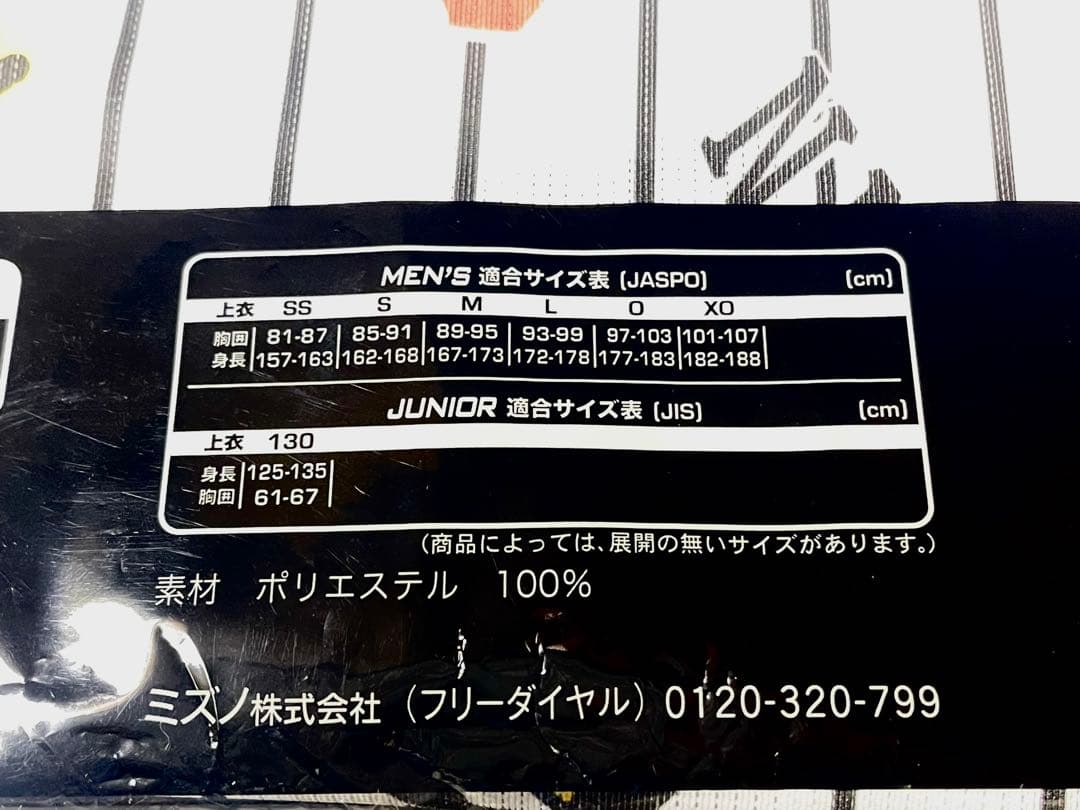 MEN'S 適合サイズ表 (JASPO) (cm)
上衣 SS S M L O XO
胸囲 81-87 85-91 89-95 93-99 97-103 101-107
身長 157-163 162-168 167-173 172-178 177-183 182-188
JUNIOR 適合サイズ表 (JIS) (cm)
上衣 130
身長 125-135
胸囲 61-67
(商品によっては、展開の無いサイズがあります。)
素材 ポリエステル 100%
ミズノ株式会社 (フリーダイヤル) 0120-320-799